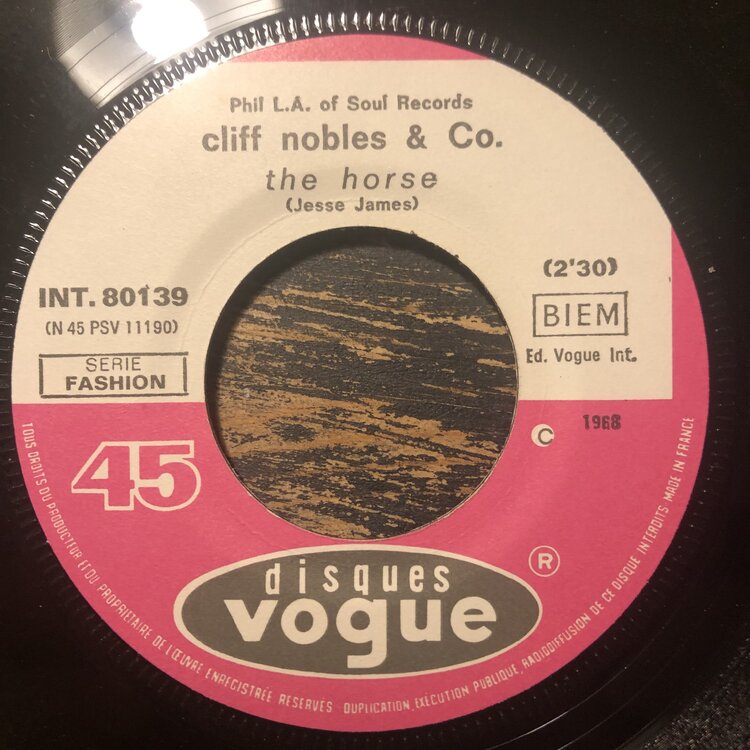 Phil L.A. of Soul Records
cliff nobles & Co.
the horse
(Jesse James)
INT. 80139
(N 45 PSV 11190)
SERIE
FASHION
(2'30)
BIEM
Ed. Vogue Int.
45
C 1968
disques
vogue
R
TOUS DROITS DU PRODUCTEUR ET DU PROPRIETAIRE DE L'ŒUVRE ENREGISTRÉE RESERVES DUPLICATION, EXÉCUTION PUBLIQUE, RADIODIFFUSION DE CE DISQUE INTERDITS MADE IN FRANCE